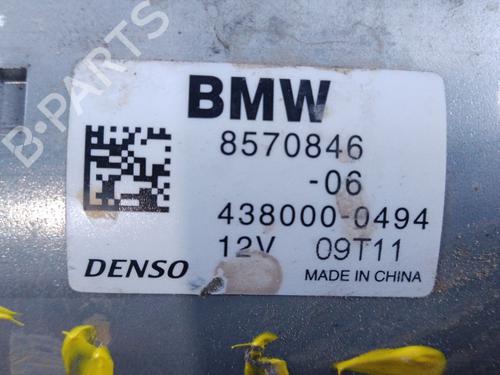 B-PARTS
BMW
8570846
-06
438000-0494
12V 09T11
DENSO MADE IN CHINA